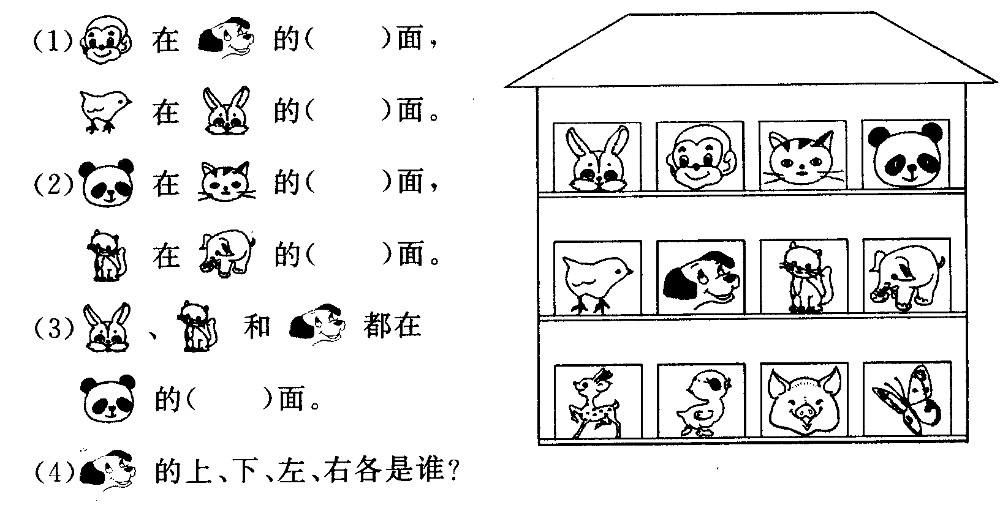 (1) 在 的( )面,
在 的( )面。
(2) 在 的( )面,
在 的( )面。
(3) 、 和 都在
的( )面。
(4) 的上、下、左、右各是谁?